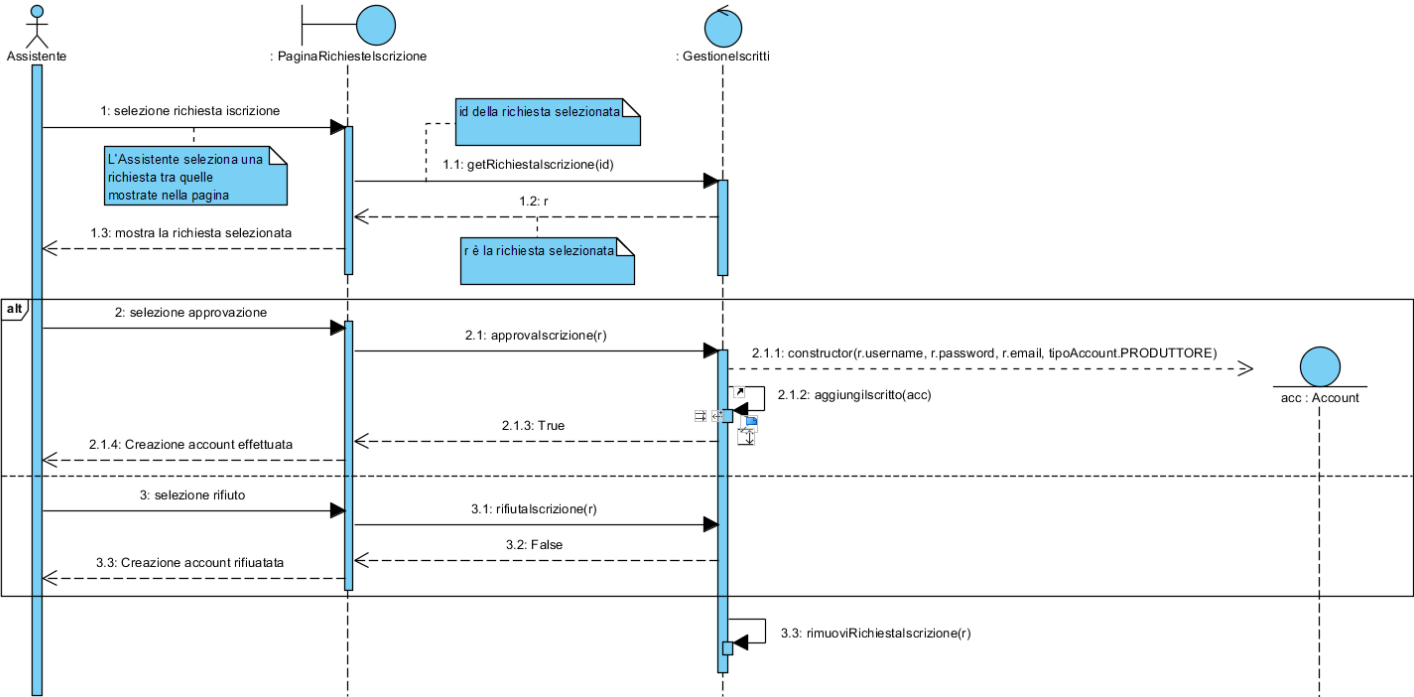 Assistente
: PaginaRichiesteIscrizione
: GestioneIscritti
1: selezione richiesta iscrizione
id della richiesta selezionata
L'Assistente seleziona una
richiesta tra quelle
mostrate nella pagina
1.1: getRichiestaIscrizione(id)
1.2: r
1.3: mostra la richiesta selezionata
r è la richiesta selezionata
alt
2: selezione approvazione
2.1: approvaIscrizione(r)
2.1.1: constructor(r.username, r.password, r.email, tipoAccount.PRODUTTORE)
acc : Account
2.1.2: aggiungiIscritto(acc)
2.1.3: True
2.1.4: Creazione account effettuata
3: selezione rifiuto
3.1: rifiutaIscrizione(r)
3.2: False
3.3: Creazione account rifiuatata
3.3: rimuoviRichiestaIscrizione(r)